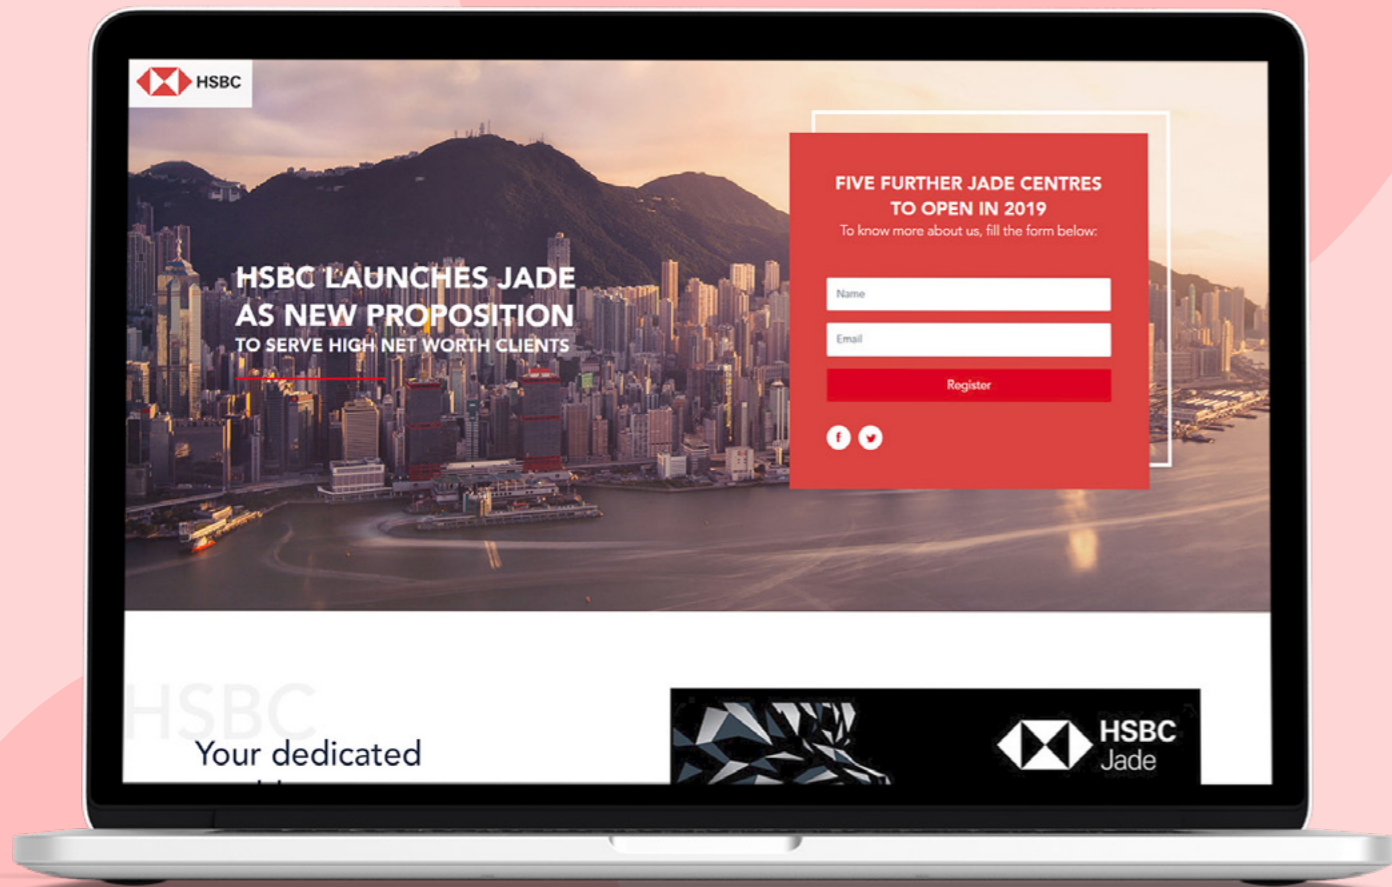 HSBC
HSBC LAUNCHES JADE
AS NEW PROPOSITION
TO SERVE HIGH NET WORTH CLIENTS
FIVE FURTHER JADE CENTRES
TO OPEN IN 2019
To know more about us, fill the form below:
Name
Email
Register
HSBC
Your dedicated
HSBC
Jade